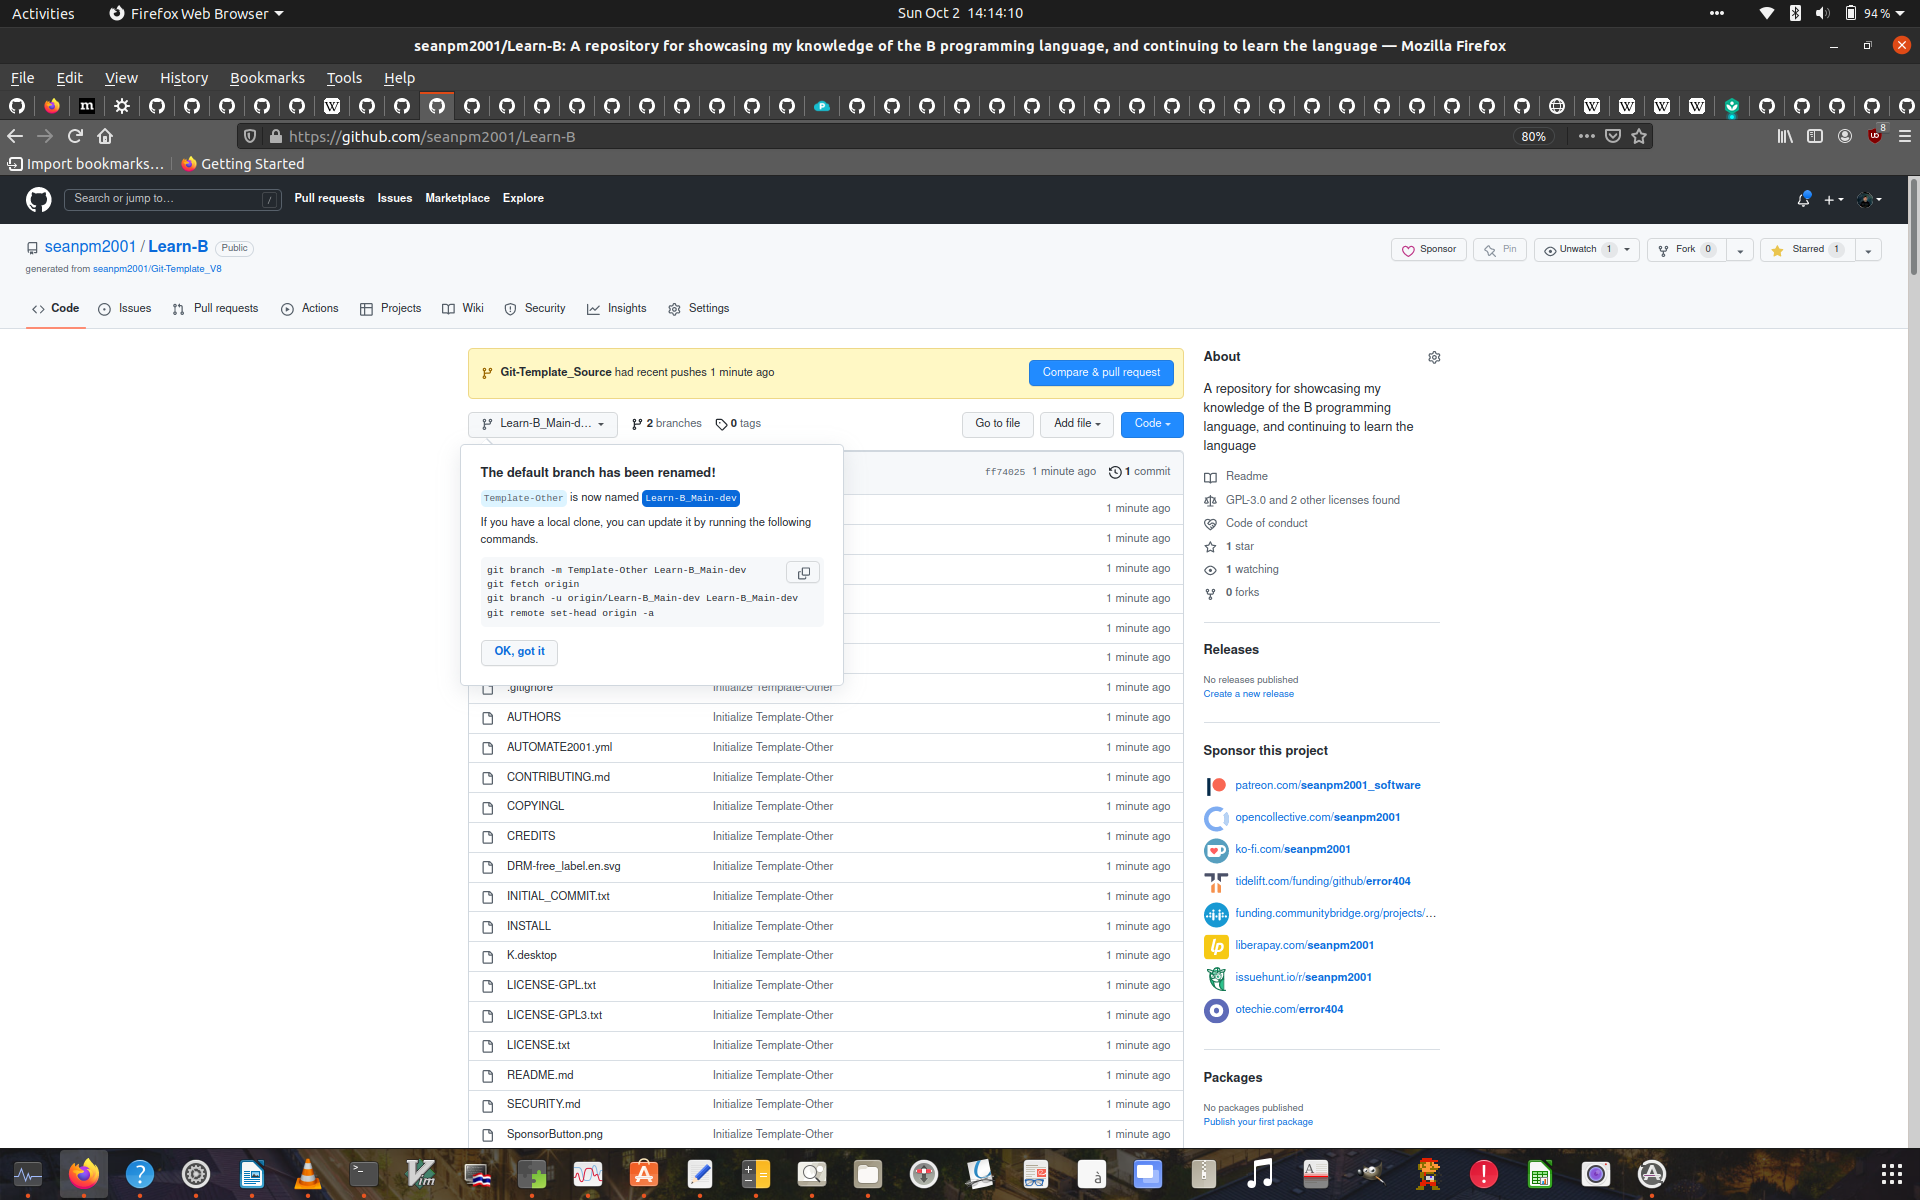 Activities
Firefox Web Browser
Sun Oct 2 14:14:10
94 %
seanpm2001/Learn-B: A repository for showcasing my knowledge of the B programming language, and continuing to learn the language — Mozilla Firefox
File Edit View History Bookmarks Tools Help
https://github.com/seanpm2001/Learn-B
80%
8
Import bookmarks…
Getting Started
Search or jump to…
/
Pull requests Issues Marketplace Explore
seanpm2001 / Learn-B
Public
Sponsor
Pin
Unwatch 1
Fork 0
Starred 1
generated from seanpm2001/Git-Template_V8
Code Issues Pull requests Actions Projects Wiki Security Insights Settings
Git-Template_Source had recent pushes 1 minute ago
Compare & pull request
Learn-B_Main-d…
2 branches
0 tags
Go to file
Add file
Code
The default branch has been renamed!
Template-Other is now named Learn-B_Main-dev
If you have a local clone, you can update it by running the following
commands.
git branch -m Template-Other Learn-B_Main-dev
git fetch origin
git branch -u origin/Learn-B_Main-dev Learn-B_Main-dev
git remote set-head origin -a
OK, got it
ff74025 1 minute ago
1 commit
1 minute ago
1 minute ago
1 minute ago
1 minute ago
1 minute ago
1 minute ago
.gitignore Initialize Template-Other 1 minute ago
AUTHORS Initialize Template-Other 1 minute ago
AUTOMATE2001.yml Initialize Template-Other 1 minute ago
CONTRIBUTING.md Initialize Template-Other 1 minute ago
COPYINGL Initialize Template-Other 1 minute ago
CREDITS Initialize Template-Other 1 minute ago
DRM-free_label.en.svg Initialize Template-Other 1 minute ago
INITIAL_COMMIT.txt Initialize Template-Other 1 minute ago
INSTALL Initialize Template-Other 1 minute ago
K.desktop Initialize Template-Other 1 minute ago
LICENSE-GPL.txt Initialize Template-Other 1 minute ago
LICENSE-GPL3.txt Initialize Template-Other 1 minute ago
LICENSE.txt Initialize Template-Other 1 minute ago
README.md Initialize Template-Other 1 minute ago
SECURITY.md Initialize Template-Other 1 minute ago
SponsorButton.png Initialize Template-Other 1 minute ago
About
A repository for showcasing my
knowledge of the B programming
language, and continuing to learn the
language
Readme
GPL-3.0 and 2 other licenses found
Code of conduct
1 star
1 watching
0 forks
Releases
No releases published
Create a new release
Sponsor this project
patreon.com/seanpm2001_software
opencollective.com/seanpm2001
ko-fi.com/seanpm2001
tidelift.com/funding/github/error404
funding.communitybridge.org/projects/…
liberapay.com/seanpm2001
issuehunt.io/r/seanpm2001
otechie.com/error404
Packages
No packages published
Publish your first package